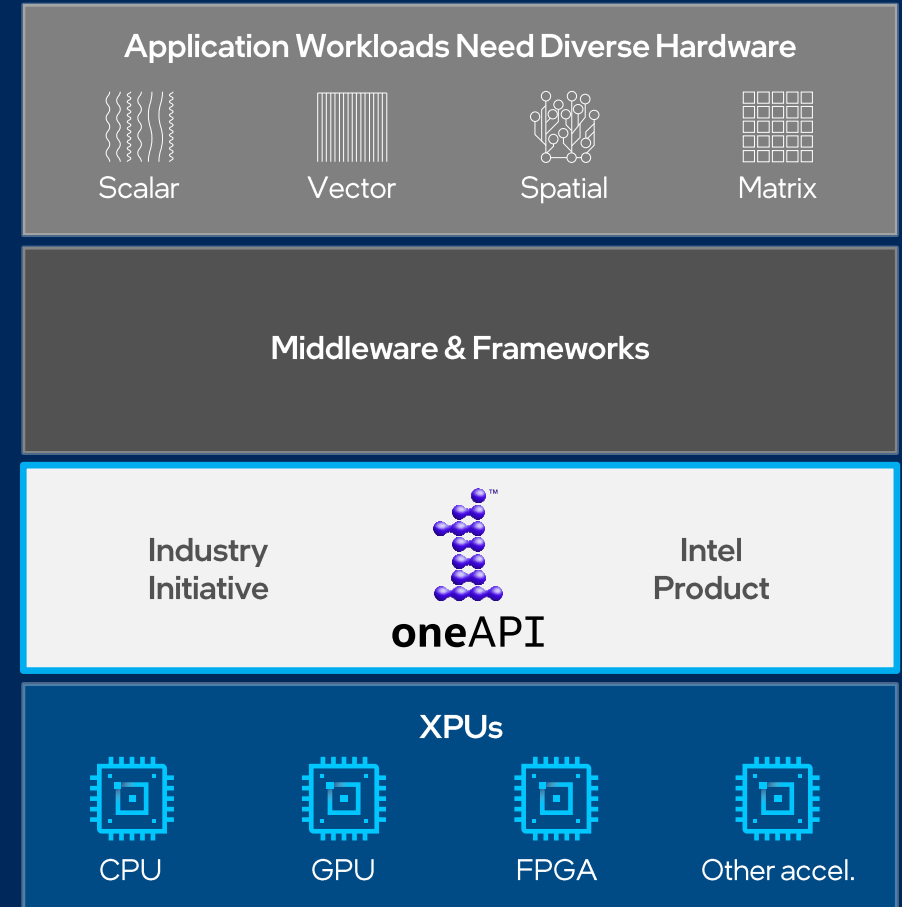 Application Workloads Need Diverse Hardware
Scalar
Vector
Spatial
Matrix
Middleware & Frameworks
Industry
Initiative
TM
oneAPI
Intel
Product
XPUs
CPU
GPU
FPGA
Other accel.